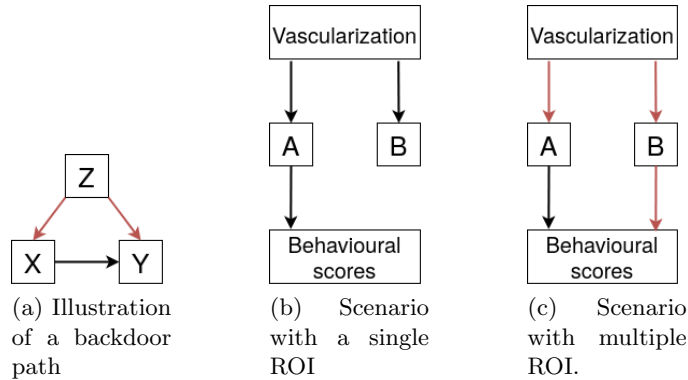 Z
X
Y
(a) Illustration
of a backdoor
path
Vascularization
A
B
Behavioural
scores
(b) Scenario
with a single
ROI
Vascularization
A
B
Behavioural
scores
(c) Scenario
with multiple
ROI.